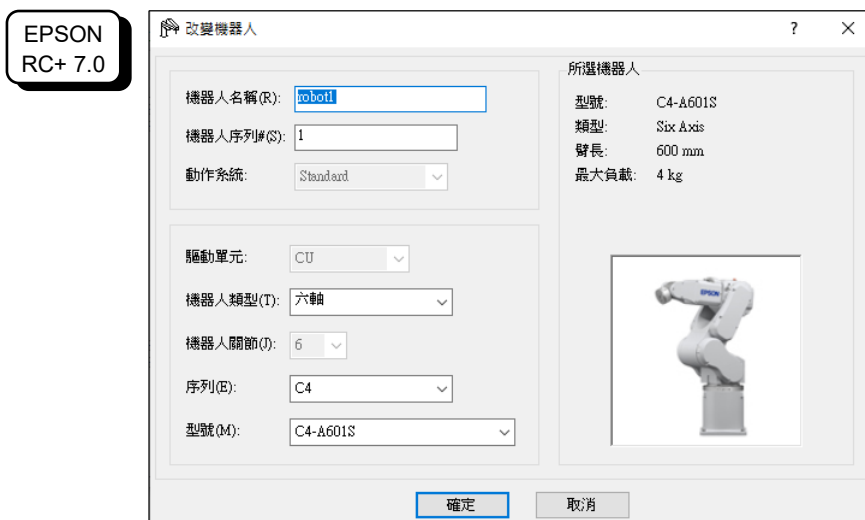 EPSON
RC+ 7.0
改變機器人
機器人名稱(R): robot1
機器人序列#(S): 1
動作系統: Standard
驅動單元: CU
機器人類型(T): 六軸
機器人關節(J): 6
序列(E): C4
型號(M): C4-A601S
所選機器人
型號: C4-A601S
類型: Six Axis
臂長: 600 mm
最大負載: 4 kg
EPSON
確定
取消